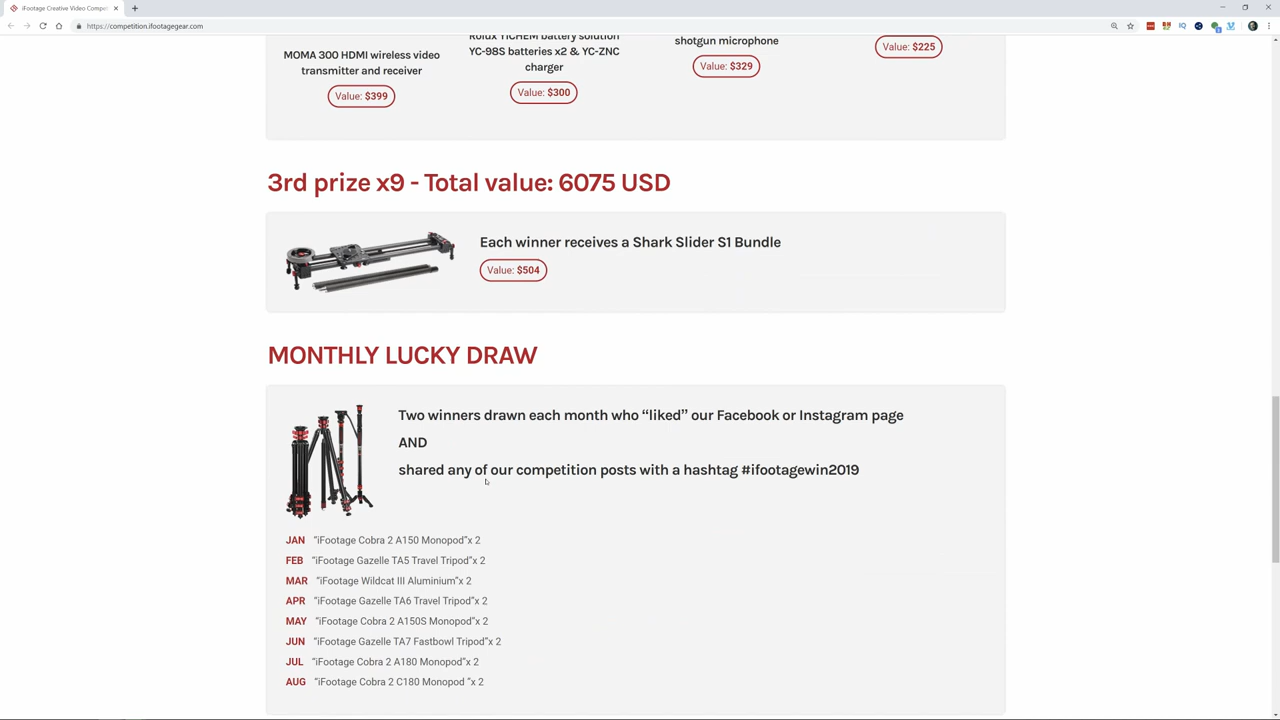 iFootage Creative Video Compe
https://competition.ifootagegear.com
MOMA 300 HDMI wireless video
transmitter and receiver
Value: $399
Rolux YICHEM battery solution
YC-98S batteries x2 & YC-ZNC
charger
Value: $300
shotgun microphone
Value: $329
Value: $225
3rd prize x9 - Total value: 6075 USD
Each winner receives a Shark Slider S1 Bundle
Value: $504
MONTHLY LUCKY DRAW
Two winners drawn each month who “liked” our Facebook or Instagram page
AND
shared any of our competition posts with a hashtag #ifootagewin2019
JAN “iFootage Cobra 2 A150 Monopod”x 2
FEB “iFootage Gazelle TA5 Travel Tripod”x 2
MAR “iFootage Wildcat III Aluminium”x 2
APR “iFootage Gazelle TA6 Travel Tripod”x 2
MAY “iFootage Cobra 2 A150S Monopod”x 2
JUN “iFootage Gazelle TA7 Fastbowl Tripod”x 2
JUL “iFootage Cobra 2 A180 Monopod”x 2
AUG “iFootage Cobra 2 C180 Monopod ”x 2